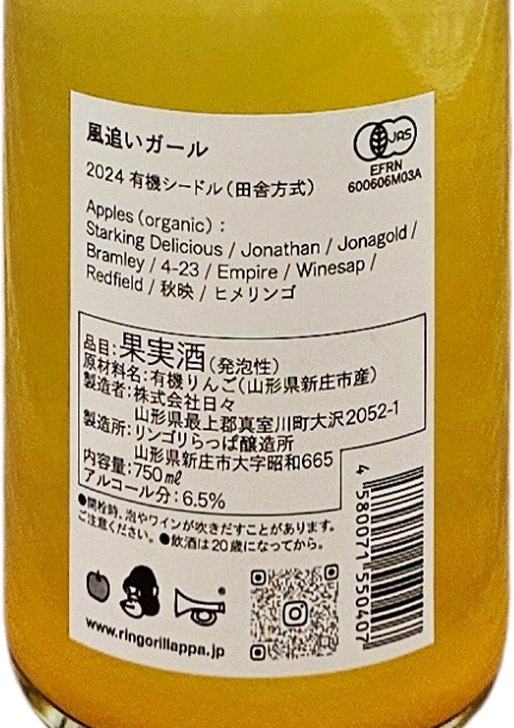 風追いガール
2024 有機シードル（田舎方式）
JAS
EFRN
600606M03A
Apples (organic) :
Starking Delicious / Jonathan / Jonagold /
Bramley / 4-23 / Empire / Winesap /
Redfield / 秋映 / ヒメリンゴ
品目：果実酒（発泡性）
原材料名：有機りんご（山形県新庄市産）
製造者：株式会社日々
山形県最上郡真室川町大沢2052-1
製造所：リンゴリらっぱ醸造所
山形県新庄市大字昭和665
内容量：750㎖
アルコール分：6.5%
●開栓時、泡やワインが吹きだすことがあります。
ご注意ください。●飲酒は20歳になってから。
www.ringorillappa.jp
4 580071 550407